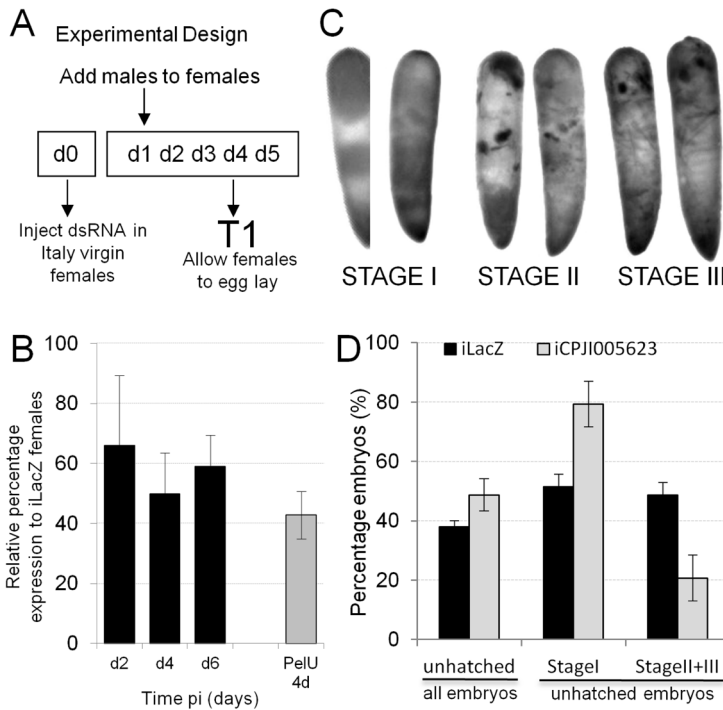 A
Experimental Design
Add males to females
d0
d1 d2 d3 d4 d5
Inject dsRNA in
Italy virgin
females
T1
Allow females
to egg lay
C
STAGE I
STAGE II
STAGE III
B
Relative percentage
expression to iLacZ females
100
80
60
40
20
0
d2
d4
d6
PelU
4d
Time pi (days)
D
iLacZ
iCPJI005623
Percentage embryos (%)
100
80
60
40
20
0
unhatched
StageI
StageII+III
all embryos
unhatched embryos